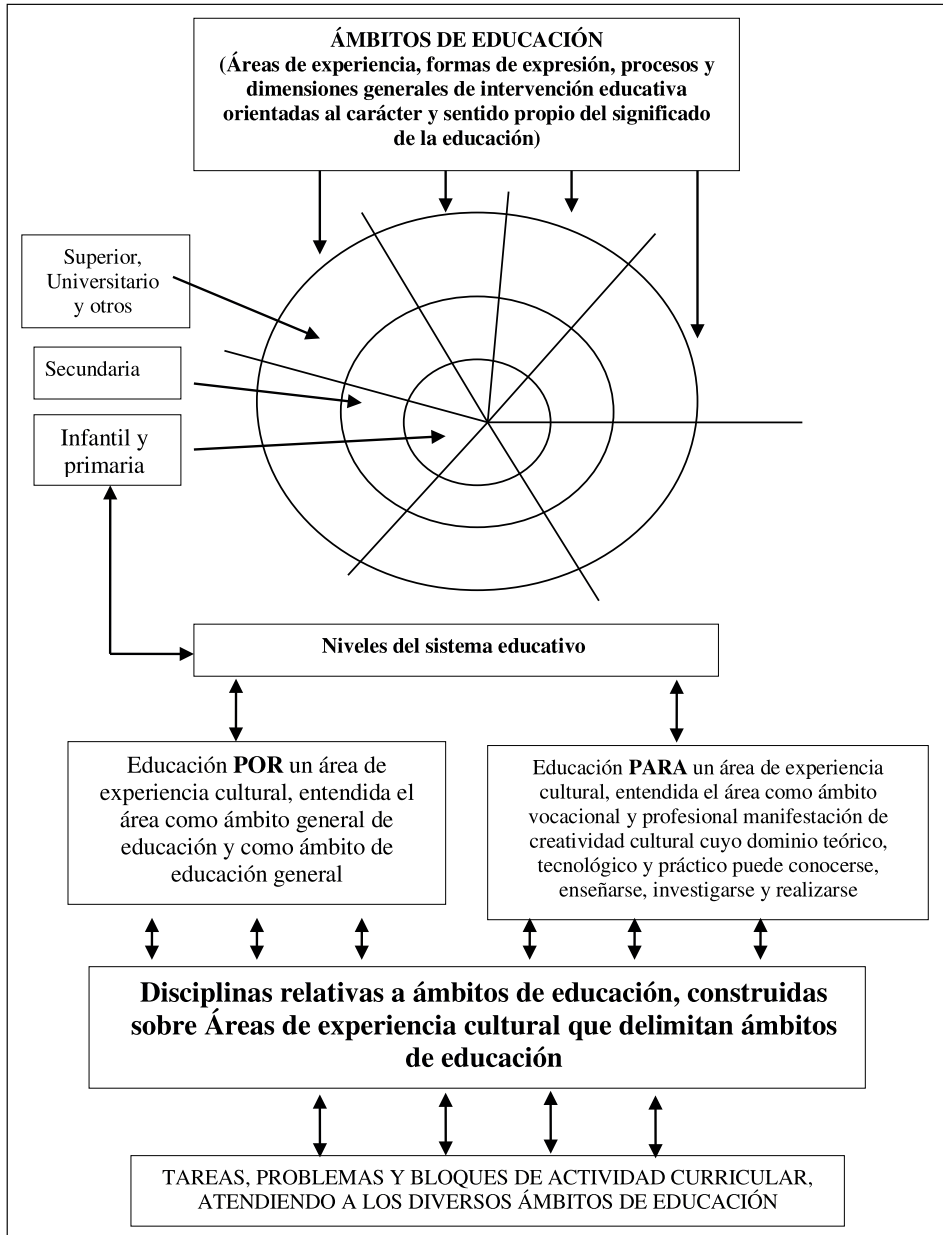 ÁMBITOS DE EDUCACIÓN
(Áreas de experiencia, formas de expresión, procesos y
dimensiones generales de intervención educativa
orientadas al carácter y sentido propio del significado
de la educación)
Superior,
Universitario
y otros
Secundaria
Infantil y
primaria
Niveles del sistema educativo
Educación POR un área de
experiencia cultural, entendida el
área como ámbito general de
educación y como ámbito de
educación general
Educación PARA un área de experiencia
cultural, entendida el área como ámbito
vocacional y profesional manifestación de
creatividad cultural cuyo dominio teórico,
tecnológico y práctico puede conocerse,
enseñarse, investigarse y realizarse
Disciplinas relativas a ámbitos de educación, construidas
sobre Áreas de experiencia cultural que delimitan ámbitos
de educación
TAREAS, PROBLEMAS Y BLOQUES DE ACTIVIDAD CURRICULAR,
ATENDIENDO A LOS DIVERSOS ÁMBITOS DE EDUCACIÓN